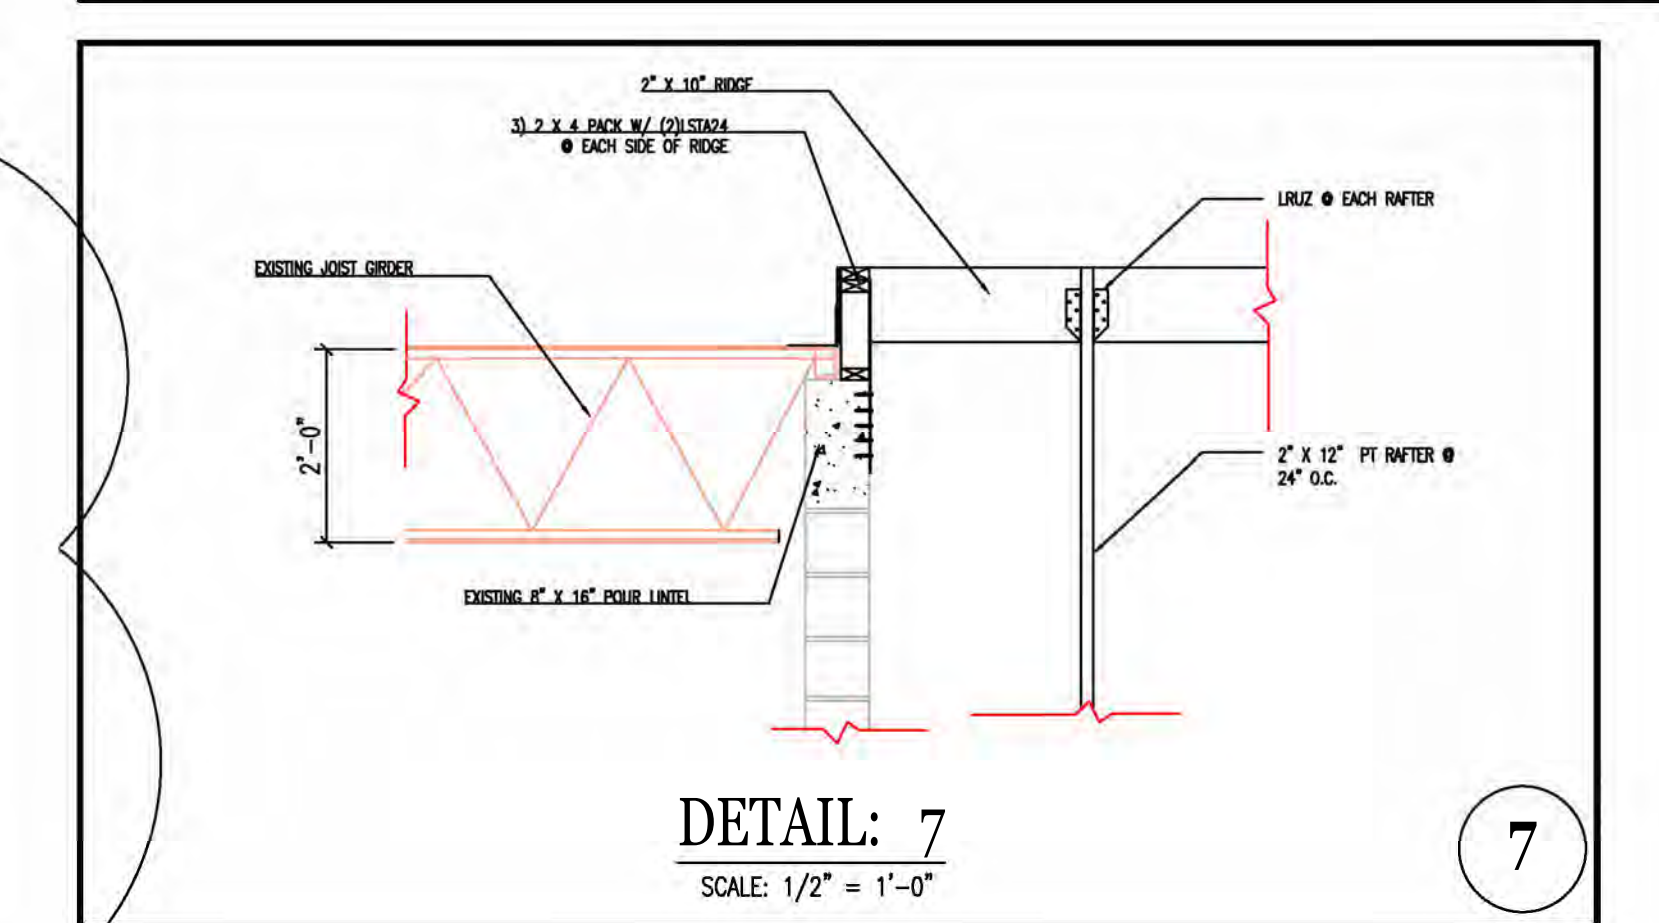 2" X 10" RIDGE
3) 2 X 4 PACK W/ (2)LSTA24
@ EACH SIDE OF RIDGE
LRUZ @ EACH RAFTER
EXISTING JOIST GIRDER
2'-0"
2" X 12" PT RAFTER @
24" O.C.
EXISTING 8" X 16" POUR LINTEL
DETAIL: 7
SCALE: 1/2" = 1'-0"
7